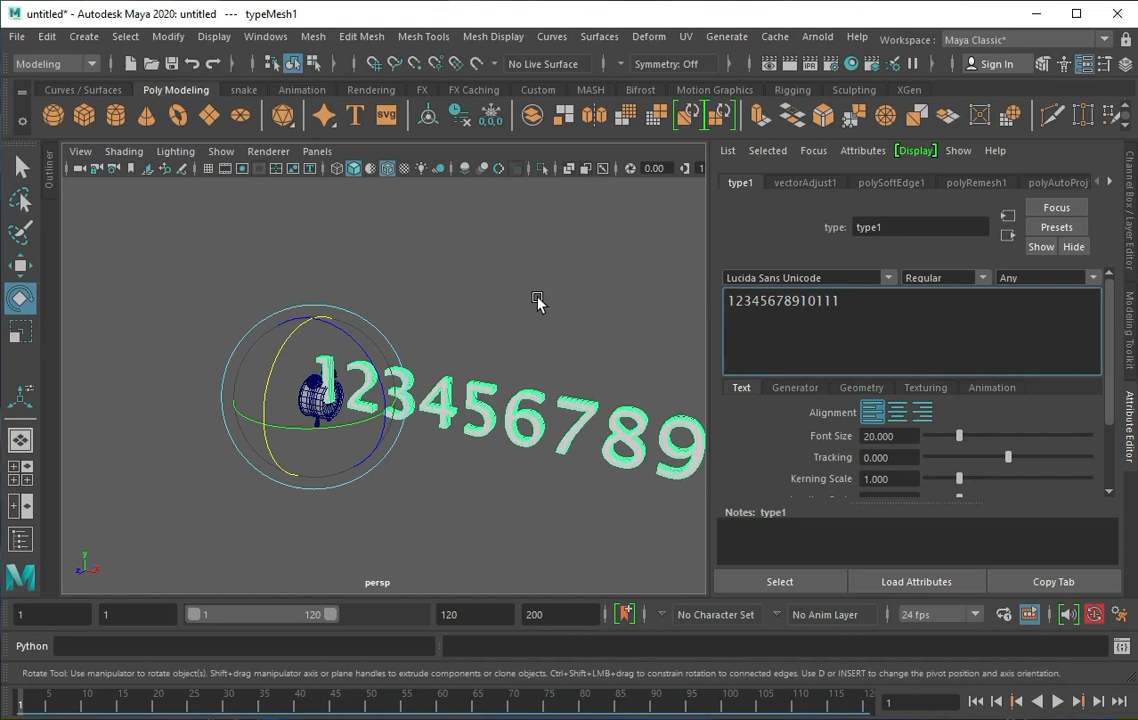 untitled* - Autodesk Maya 2020: untitled --- typeMesh1
File Edit Create Select Modify Display Windows Mesh Edit Mesh Mesh Tools Mesh Display Curves Surfaces Deform UV Generate Cache Arnold Help Workspace : Maya Classic*
Modeling No Live Surface Symmetry: Off Sign In
Curves / Surfaces Poly Modeling snake Animation Rendering FX FX Caching Custom MASH Bifrost Motion Graphics Rigging Sculpting XGen
T SVG 0,0,0
View Shading Lighting Show Renderer Panels
0.00 1
Outliner
123456789
y
z x
persp
List Selected Focus Attributes Display Show Help
type1 vectorAdjust1 polySoftEdge1 polyRemesh1 polyAutoProj
type: type1
Focus
Presets
Show Hide
Lucida Sans Unicode Regular Any
12345678910111
Text Generator Geometry Texturing Animation
Alignment
Font Size 20.000
Tracking 0.000
Kerning Scale 1.000
Notes: type1
Select Load Attributes Copy Tab
Channel Box / Layer Editor
Modeling Toolkit
Attribute Editor
1 1 1 120 120 200 No Character Set No Anim Layer 24 fps
Python
Rotate Tool: Use manipulator to rotate object(s). Shift+drag manipulator axis or plane handles to extrude components or clone objects. Ctrl+Shift+LMB+drag to constrain rotation to connected edges. Use D or INSERT to change the pivot position and axis orientation.
1 5 10 15 20 25 30 35 40 45 50 55 60 65 70 75 80 85 90 95 100 105 110 115 12 1